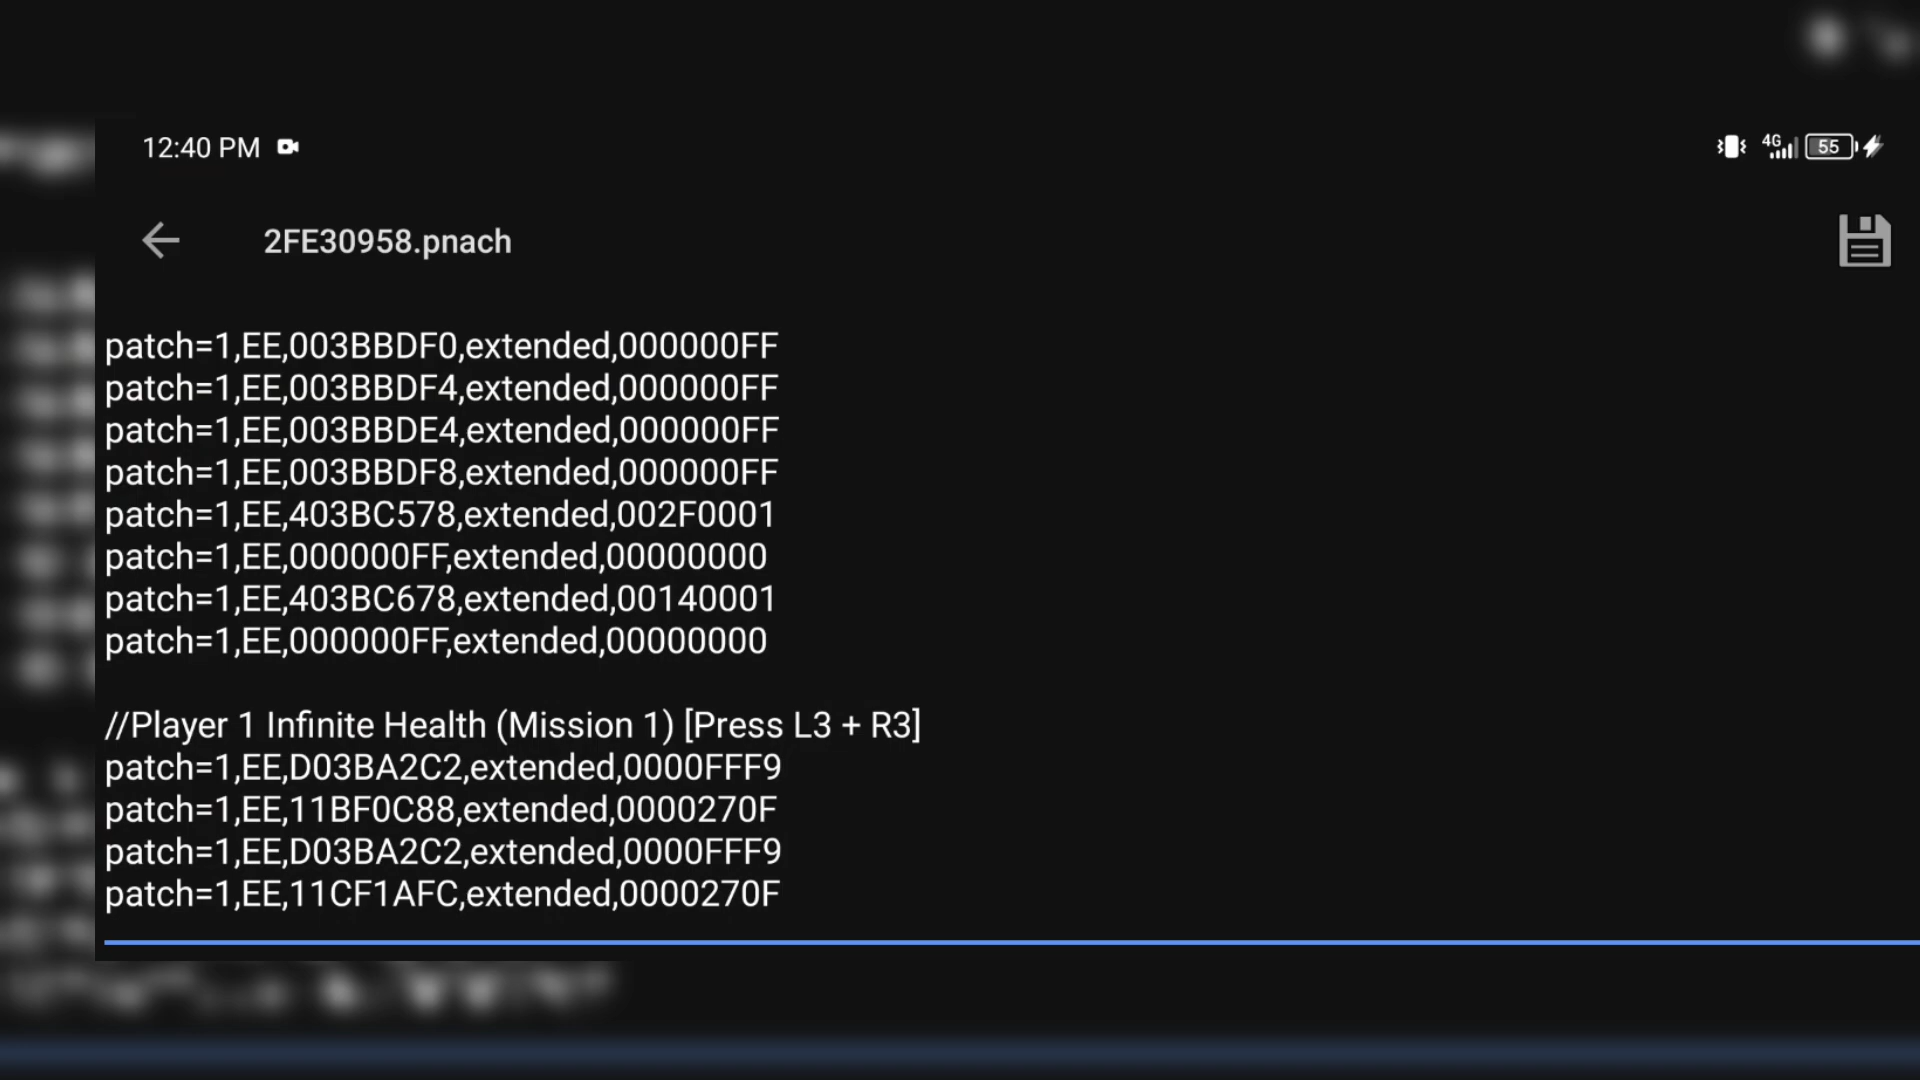 12:40 PM
4G 55
2FE30958.pnach
patch=1,EE,003BBDF0,extended,000000FF
patch=1,EE,003BBDF4,extended,000000FF
patch=1,EE,003BBDE4,extended,000000FF
patch=1,EE,003BBDF8,extended,000000FF
patch=1,EE,403BC578,extended,002F0001
patch=1,EE,000000FF,extended,00000000
patch=1,EE,403BC678,extended,00140001
patch=1,EE,000000FF,extended,00000000
//Player 1 Infinite Health (Mission 1) [Press L3 + R3]
patch=1,EE,D03BA2C2,extended,0000FFF9
patch=1,EE,11BF0C88,extended,0000270F
patch=1,EE,D03BA2C2,extended,0000FFF9
patch=1,EE,11CF1AFC,extended,0000270F